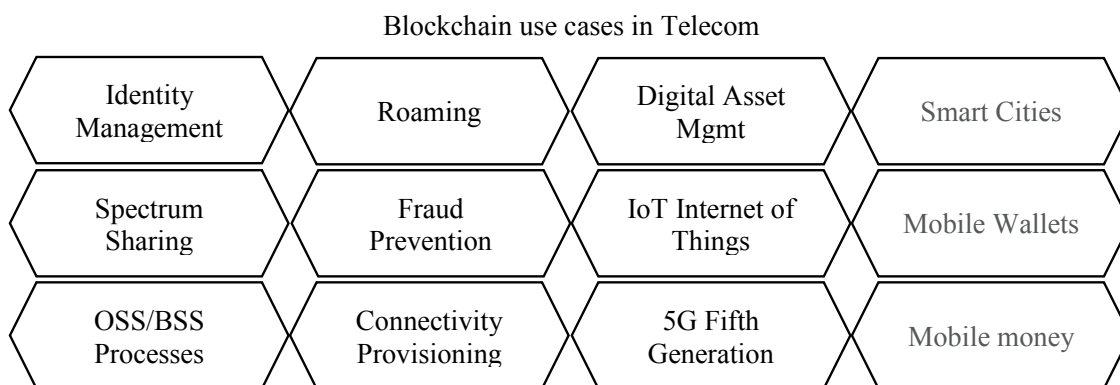 Blockchain use cases in Telecom
Identity
Management
Roaming
Digital Asset
Mgmt
Smart Cities
Spectrum
Sharing
Fraud
Prevention
IoT Internet of
Things
Mobile Wallets
OSS/BSS
Processes
Connectivity
Provisioning
5G Fifth
Generation
Mobile money